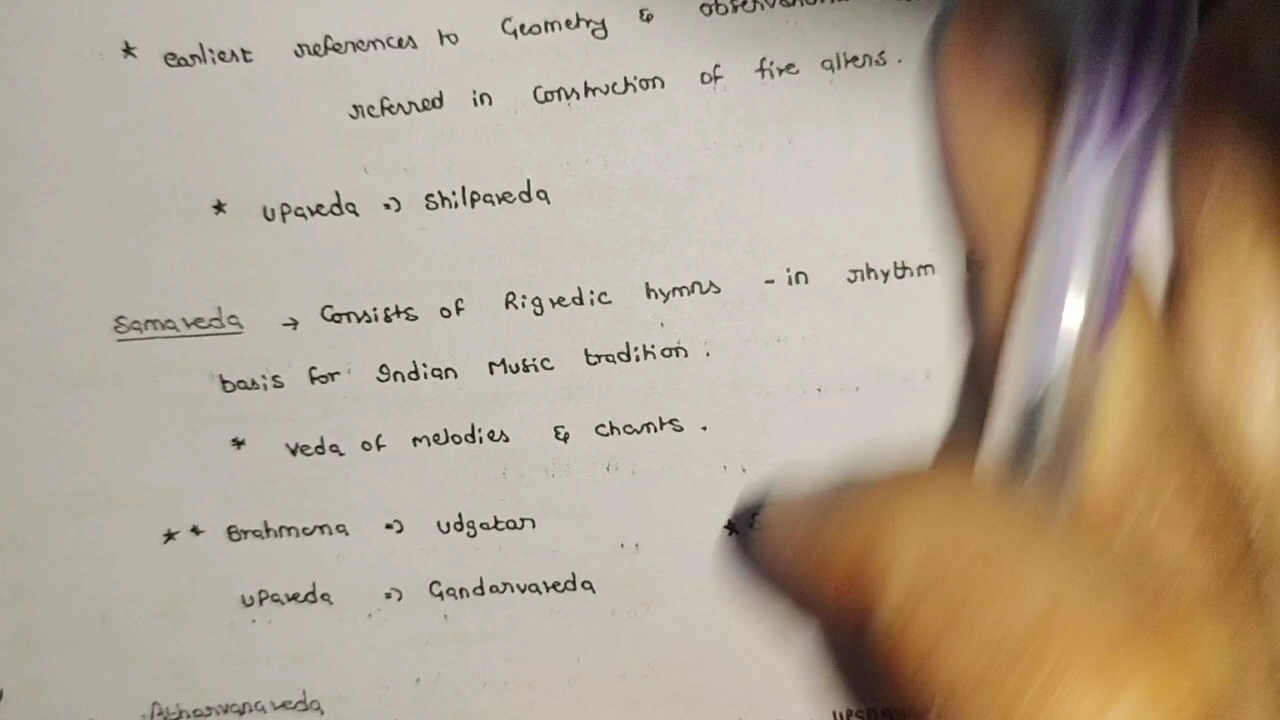 * earliest references to Geometry &
referred in Construction of fire alters.
* upaveda => Shilpaveda
Samaveda → Consists of Rigvedic hymns - in rhythm
basis for Indian Music tradition.
* veda of melodies & chants.
** Brahmana => Udgatar
*
upaveda => Gandarvaveda
Atharvanaveda